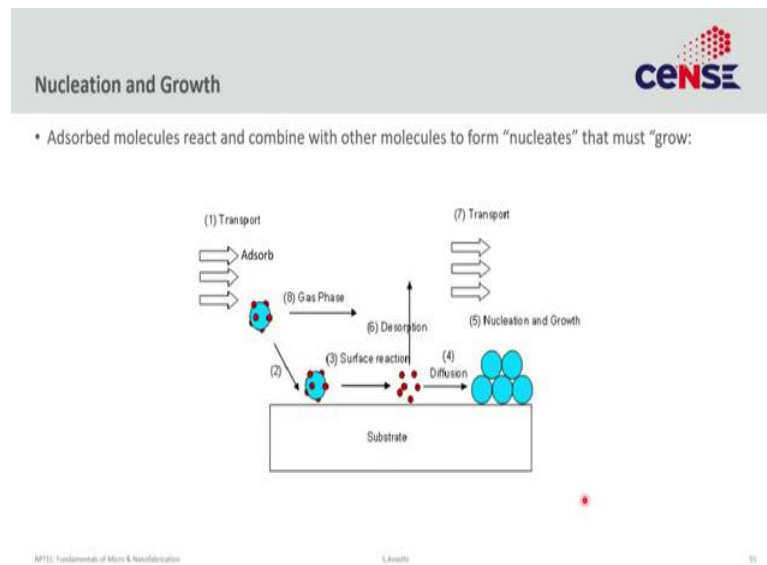 CeNSE
Nucleation and Growth
• Adsorbed molecules react and combine with other molecules to form “nucleates” that must “grow:
(1) Transport
(7) Transport
Adsorb
(8) Gas Phase
(6) Desorption
(5) Nucleation and Growth
(3) Surface reaction
(4)
Diffusion
(2)
Substrate
NPTEL: Fundamentals of Micro & Nanofabrication
S.Avasthi
55